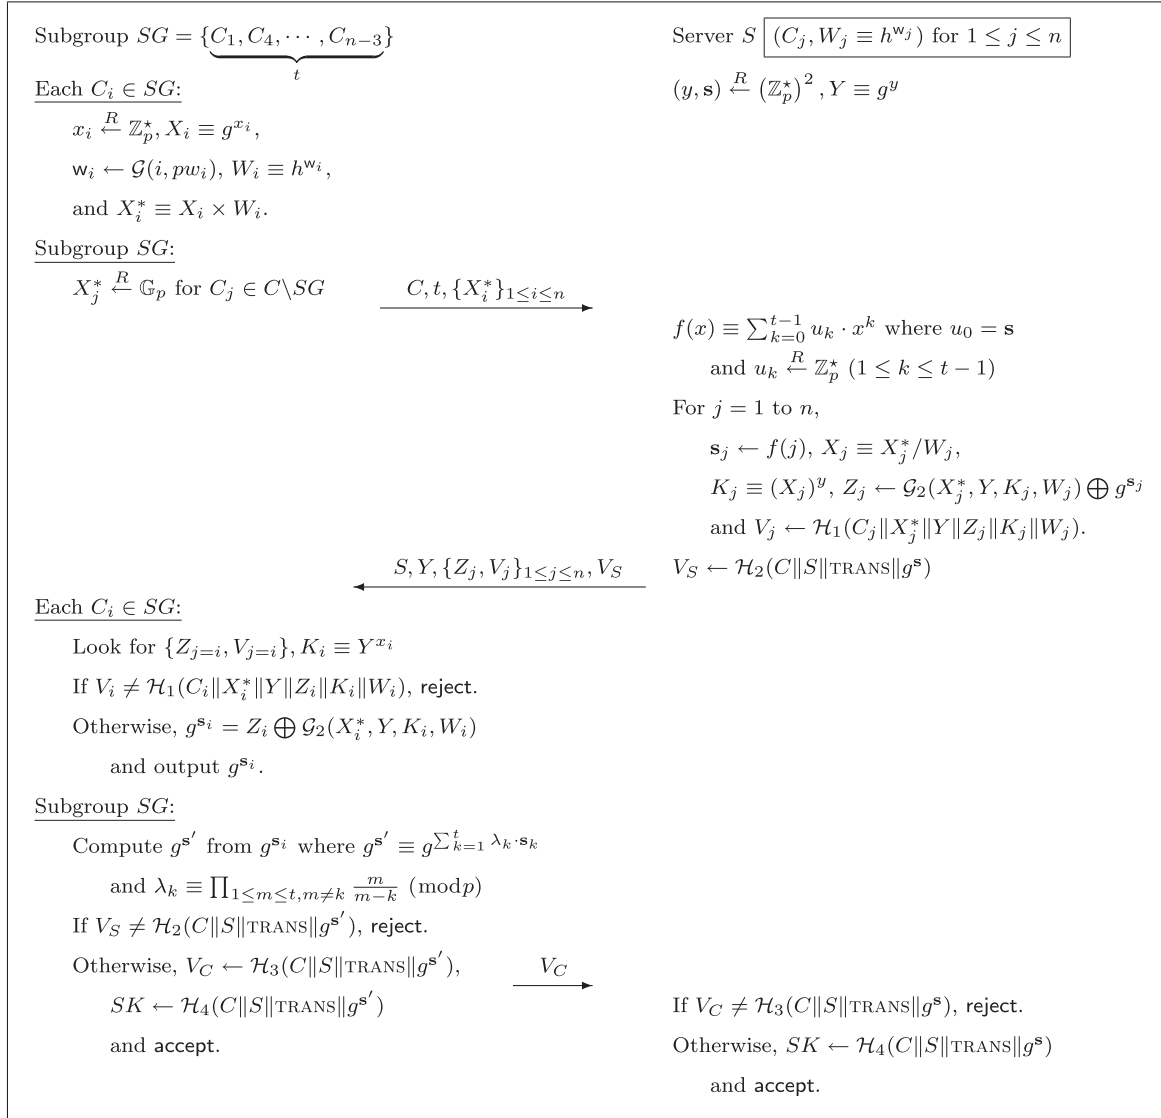 Subgroup SG = {C_1, C_4, ⋯ , C_{n−3}}
t
Server S (C_j, W_j ≡ h^{w_j}) for 1 ≤ j ≤ n
Each C_i ∈ SG:
(y, s) ←^R (ℤ_p^⋆)^2, Y ≡ g^y
x_i ←^R ℤ_p^⋆, X_i ≡ g^{x_i},
w_i ← 𝒢(i, pw_i), W_i ≡ h^{w_i},
and X_i^* ≡ X_i × W_i.
Subgroup SG:
X_j^* ←^R 𝔾_p for C_j ∈ C\SG
C, t, {X_i^*}_{1≤i≤n}
f(x) ≡ ∑_{k=0}^{t−1} u_k · x^k where u_0 = s
and u_k ←^R ℤ_p^⋆ (1 ≤ k ≤ t − 1)
For j = 1 to n,
s_j ← f(j), X_j ≡ X_j^*/W_j,
K_j ≡ (X_j)^y, Z_j ← 𝒢_2(X_j^*, Y, K_j, W_j) ⨁ g^{s_j}
and V_j ← ℋ_1(C_j‖X_j^*‖Y‖Z_j‖K_j‖W_j).
S, Y, {Z_j, V_j}_{1≤j≤n}, V_S
V_S ← ℋ_2(C‖S‖TRANS‖g^s)
Each C_i ∈ SG:
Look for {Z_{j=i}, V_{j=i}}, K_i ≡ Y^{x_i}
If V_i ≠ ℋ_1(C_i‖X_i^*‖Y‖Z_i‖K_i‖W_i), reject.
Otherwise, g^{s_i} = Z_i ⨁ 𝒢_2(X_i^*, Y, K_i, W_i)
and output g^{s_i}.
Subgroup SG:
Compute g^{s′} from g^{s_i} where g^{s′} ≡ g^{∑_{k=1}^{t} λ_k·s_k}
and λ_k ≡ ∏_{1≤m≤t,m≠k} m/(m−k) (mod p)
If V_S ≠ ℋ_2(C‖S‖TRANS‖g^{s′}), reject.
Otherwise, V_C ← ℋ_3(C‖S‖TRANS‖g^{s′}),
V_C
SK ← ℋ_4(C‖S‖TRANS‖g^{s′})
If V_C ≠ ℋ_3(C‖S‖TRANS‖g^s), reject.
and accept.
Otherwise, SK ← ℋ_4(C‖S‖TRANS‖g^s)
and accept.